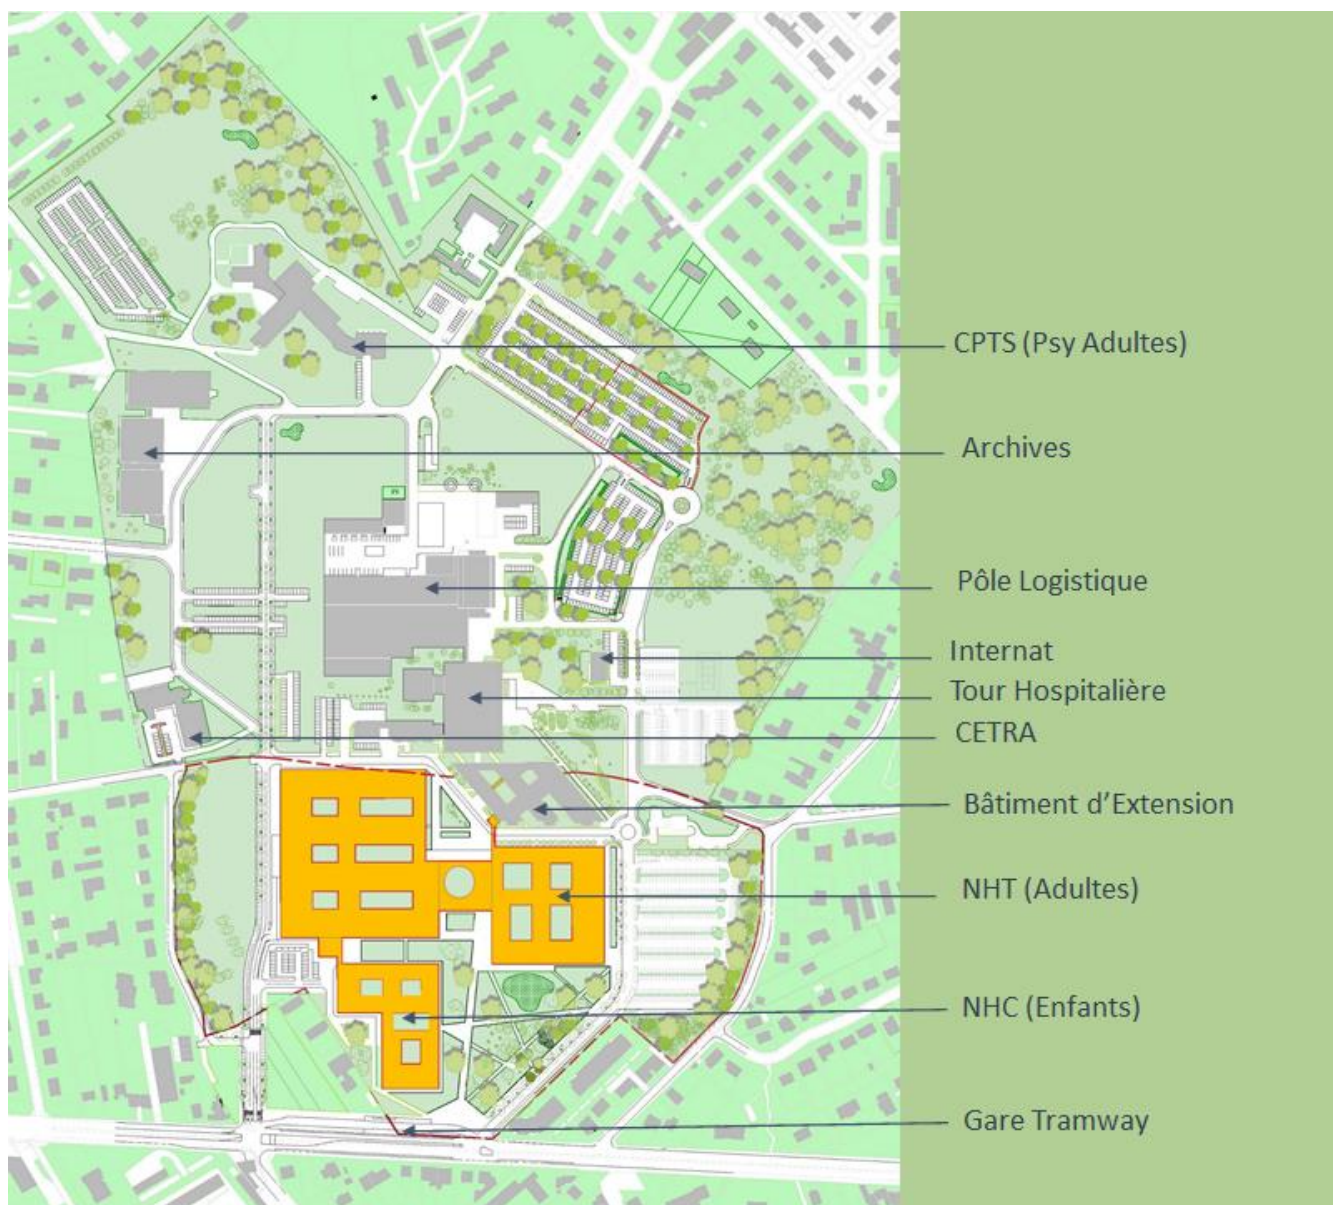 CPTS (Psy Adultes)
Archives
Pôle Logistique
Internat
Tour Hospitalière
CETRA
Bâtiment d’Extension
NHT (Adultes)
NHC (Enfants)
Gare Tramway